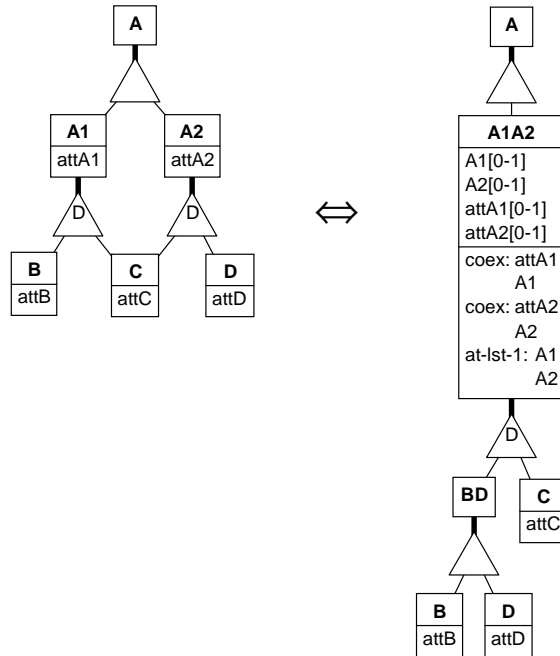 A
A1
attA1
A2
attA2
D
D
B
attB
C
attC
D
attD
⇔
A
A1A2
A1[0-1]
A2[0-1]
attA1[0-1]
attA2[0-1]
coex: attA1
A1
coex: attA2
A2
at-lst-1: A1
A2
D
BD
C
attC
B
attB
D
attD